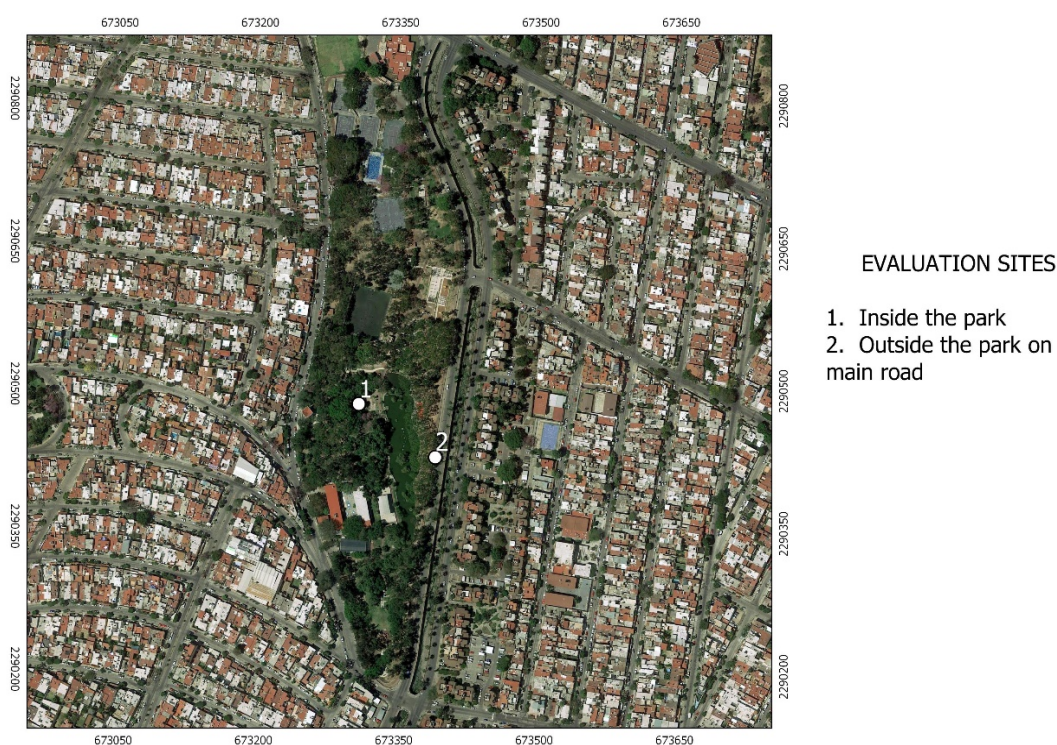 673050 673200 673350 673500 673650
2290800
2290650
2290500
2290350
2290200
2290800
2290650
2290500
2290350
2290200
1
2
673050 673200 673350 673500 673650
EVALUATION SITES
1. Inside the park
2. Outside the park on
main road